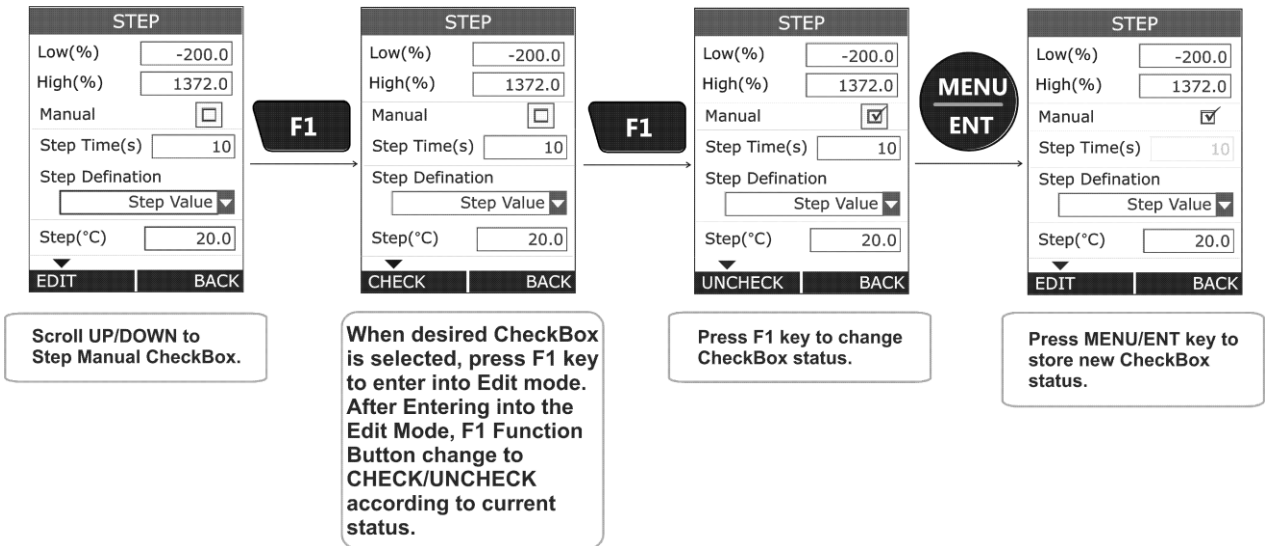 STEP
Low(%) -200.0
High(%) 1372.0
Manual
Step Time(s) 10
Step Defination
Step Value
Step(°C) 20.0
EDIT BACK
F1
STEP
Low(%) -200.0
High(%) 1372.0
Manual
Step Time(s) 10
Step Defination
Step Value
Step(°C) 20.0
CHECK BACK
F1
STEP
Low(%) -200.0
High(%) 1372.0
Manual
Step Time(s) 10
Step Defination
Step Value
Step(°C) 20.0
UNCHECK BACK
MENU
ENT
STEP
Low(%) -200.0
High(%) 1372.0
Manual
Step Time(s) 10
Step Defination
Step Value
Step(°C) 20.0
EDIT BACK
Scroll UP/DOWN to
Step Manual CheckBox.
When desired CheckBox
is selected, press F1 key
to enter into Edit mode.
After Entering into the
Edit Mode, F1 Function
Button change to
CHECK/UNCHECK
according to current
status.
Press F1 key to change
CheckBox status.
Press MENU/ENT key to
store new CheckBox
status.